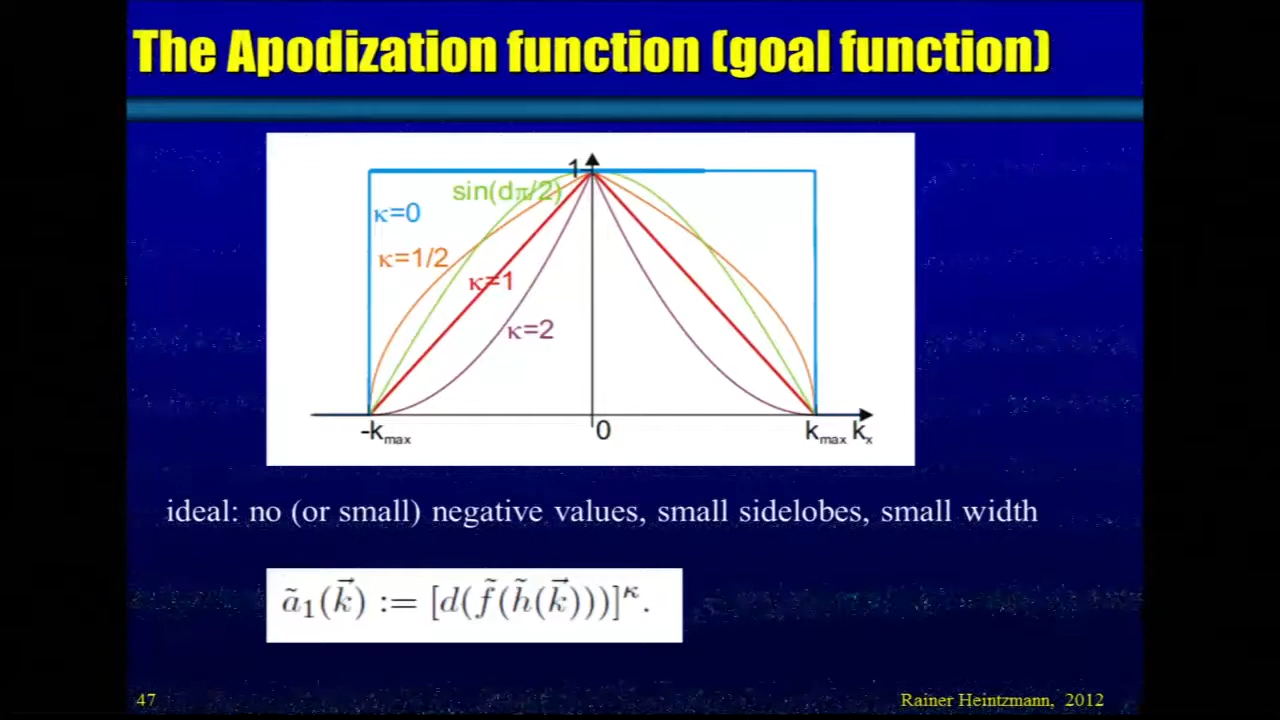 The Apodization function (goal function)
1
sin(dπ/2)
κ=0
κ=1/2
κ=1
κ=2
-kmax 0 kmax kx
ideal: no (or small) negative values, small sidelobes, small width
ã₁(k⃗) := [d(f̃(h̃(k⃗)))]^κ.
47 Rainer Heintzmann, 2012